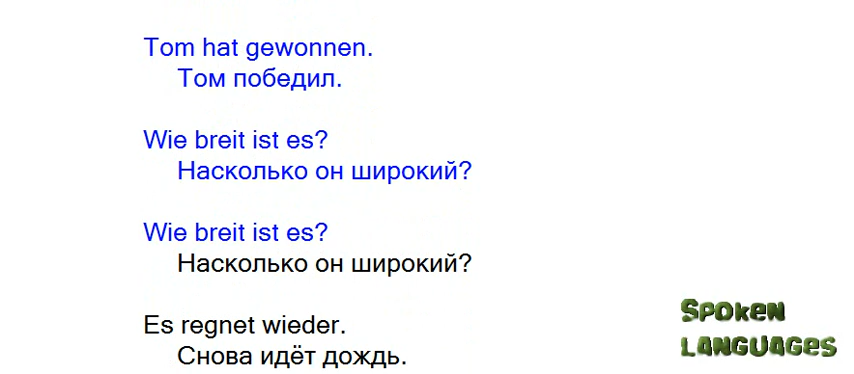 Tom hat gewonnen.
Том победил.
Wie breit ist es?
Насколько он широкий?
Wie breit ist es?
Насколько он широкий?
Es regnet wieder.
Снова идёт дождь.
Spoken
Languages